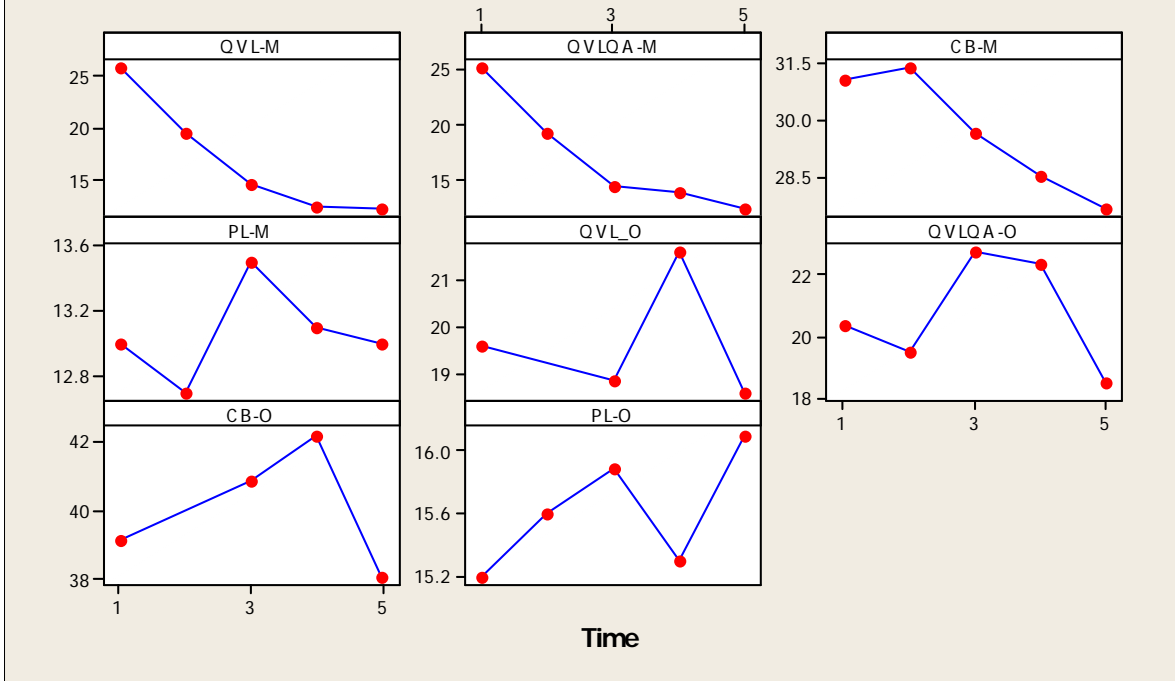 1 3 5
QVL-M QVLQA-M CB-M
25 25 31.5
20 20 30.0
15 15 28.5
PL-M QVL_O QVLQA-O
13.6 21 22
13.2 20 20
12.8 19 18
1 3 5
CB-O PL-O
42 16.0
40 15.6
38 15.2
1 3 5
Time